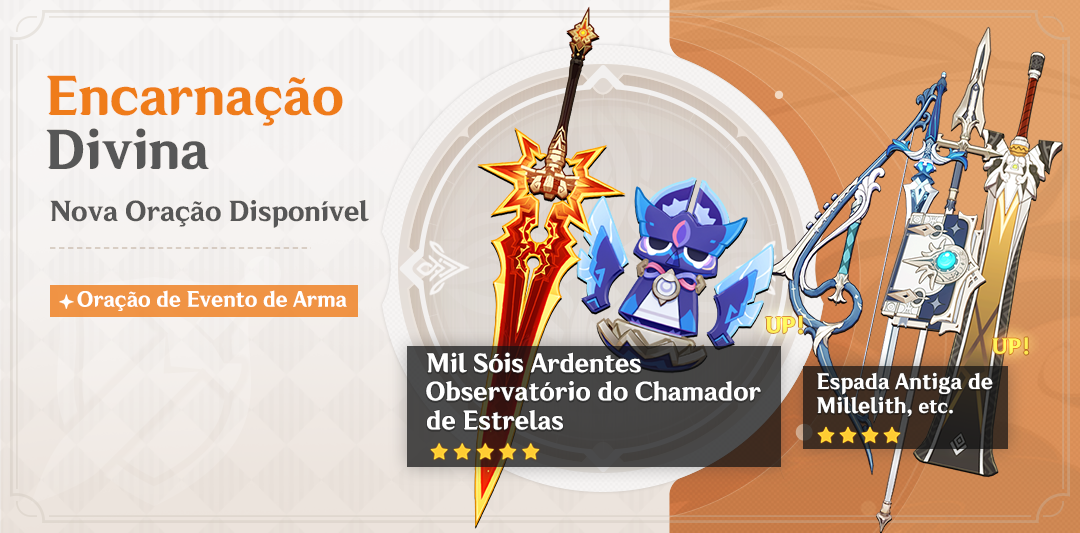 Encarnação
Divina
Nova Oração Disponível
Oração de Evento de Arma
UP!
Mil Sóis Ardentes
Observatório do Chamador
de Estrelas
UP!
Espada Antiga de
Millelith, etc.